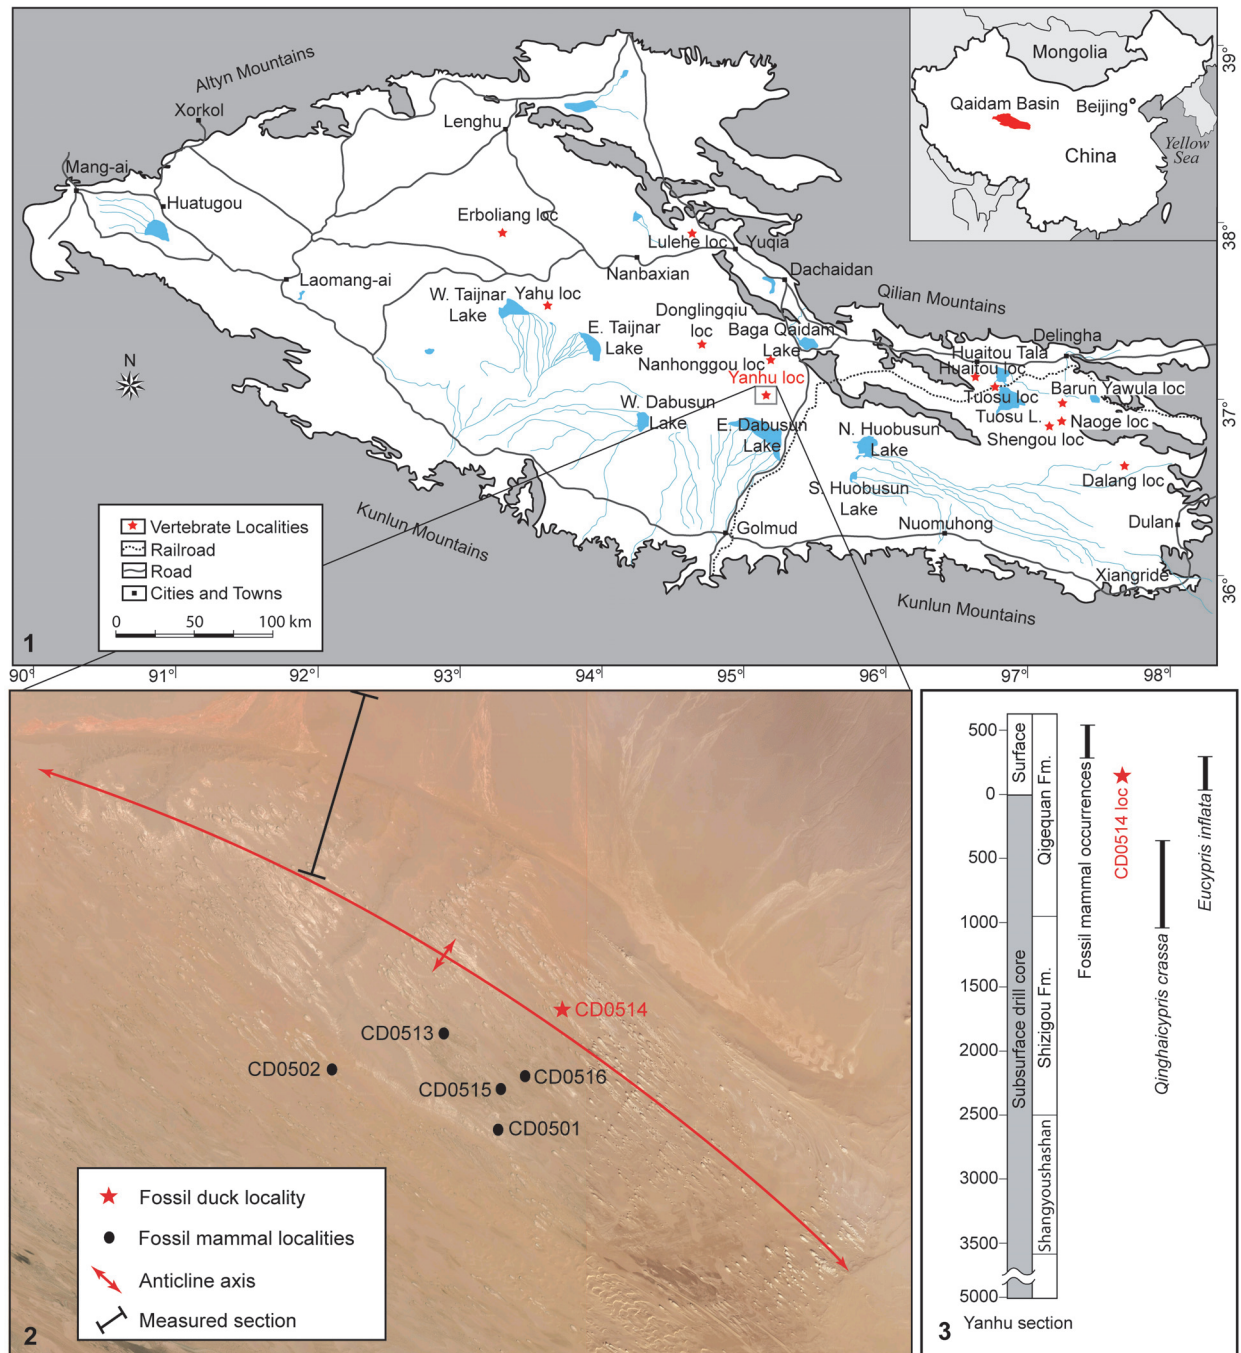 Altyn Mountains
Xorkol
Lenghu
Mang-ai
Huatugou
Erboliang loc
Lulehe loc
Yuqia
Nanbaxian
Dachaidan
Laomang-ai
W. Taijnar
Lake
Yahu loc
Donglingqiu
loc
Baga Qaidam
Lake
E. Taijnar
Lake
Nanhonggou loc
Yanhu loc
Qilian Mountains
Delingha
Huaitou Tala
Huaitou loc
Tuosu loc
Tuosu L.
Barun Yawula loc
Naoge loc
Shengou loc
Dalang loc
W. Dabusun
Lake
E. Dabusun
Lake
N. Huobusun
Lake
S. Huobusun
Lake
Nuomuhong
Dulan
Golmud
Xiangride
Kunlun Mountains
Kunlun Mountains
N
Mongolia
Qaidam Basin
Beijing
China
Yellow
Sea
39°
38°
37°
36°
Vertebrate Localities
Railroad
Road
Cities and Towns
0 50 100 km
1
90° 91° 92° 93° 94° 95° 96° 97° 98°
CD0514
CD0513
CD0502
CD0516
CD0515
CD0501
Fossil duck locality
Fossil mammal localities
Anticline axis
Measured section
2
500
0
500
1000
1500
2000
2500
3000
3500
5000
Surface
Subsurface drill core
Qigequan Fm.
Shizigou Fm.
Shangyoushashan
Fossil mammal occurrences
CD0514 loc
Qinghaicypris crassa
Eucypris inflata
3 Yanhu section